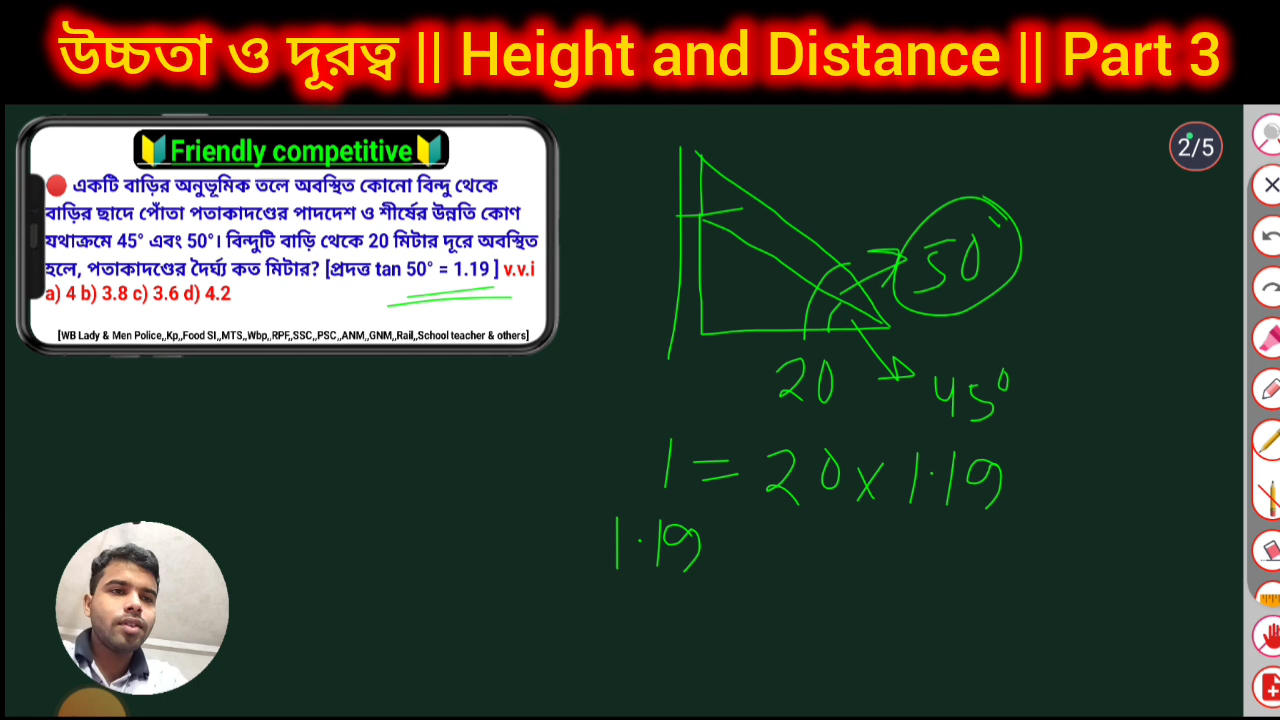 উচ্চতা ও দূরত্ব || Height and Distance || Part 3
Friendly competitive
একটি বাড়ির অনুভূমিক তলে অবস্থিত কোনো বিন্দু থেকে
বাড়ির ছাদে পোঁতা পতাকাদণ্ডের পাদদেশ ও শীর্ষের উন্নতি কোণ
যথাক্রমে 45° এবং 50°। বিন্দুটি বাড়ি থেকে 20 মিটার দূরে অবস্থিত
হলে, পতাকাদণ্ডের দৈর্ঘ্য কত মিটার? [প্রদত্ত tan 50° = 1.19 ] v.v.i
a) 4 b) 3.8 c) 3.6 d) 4.2
[WB Lady & Men Police,,Kp,,Food SI,,MTS,,Wbp,,RPF,,SSC,,PSC,,ANM,,GNM,,Rail,,School teacher & others]
2/5
50°
20
45°
1 = 20 x 1.19
1.19